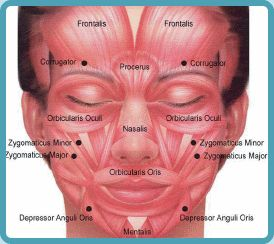 Frontalis Frontalis
Corrugator Corrugator
Procerus
Orbicularis Oculi Orbicularis Oculi
Nasalis
Zygomaticus Minor Zygomaticus Minor
Zygomaticus Major Zygomaticus Major
Orbicularis Oris
Depressor Anguli Oris Depressor Anguli Oris
Mentalis